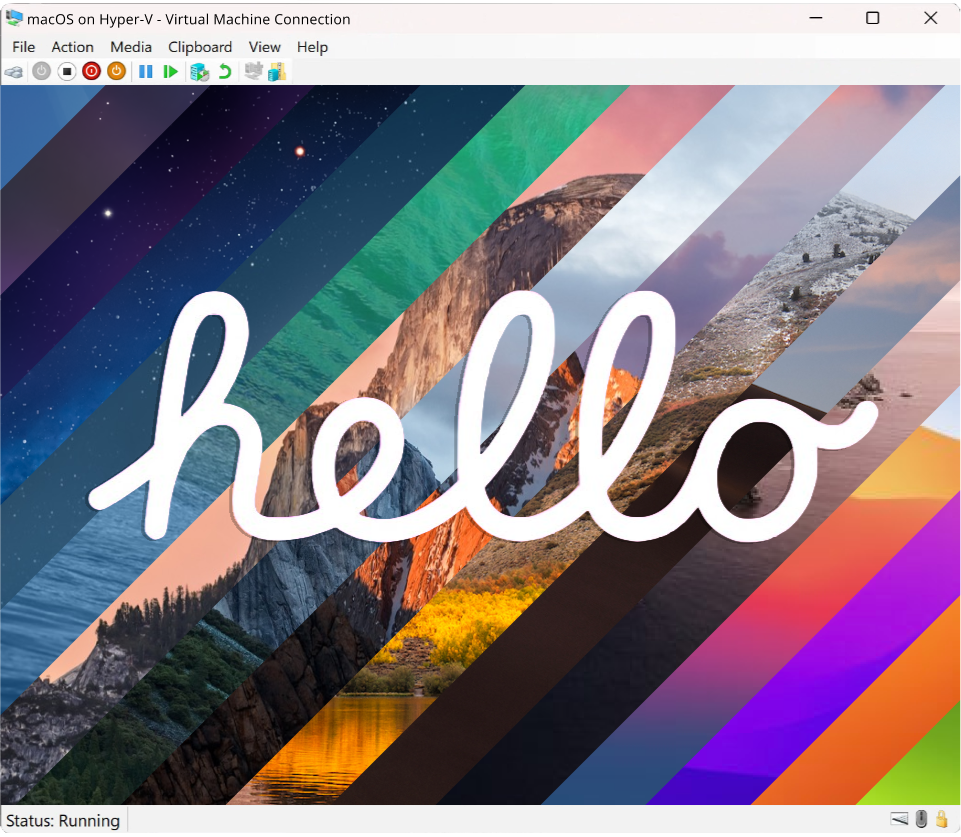 macOS on Hyper-V - Virtual Machine Connection
File Action Media Clipboard View Help
hello
Status: Running